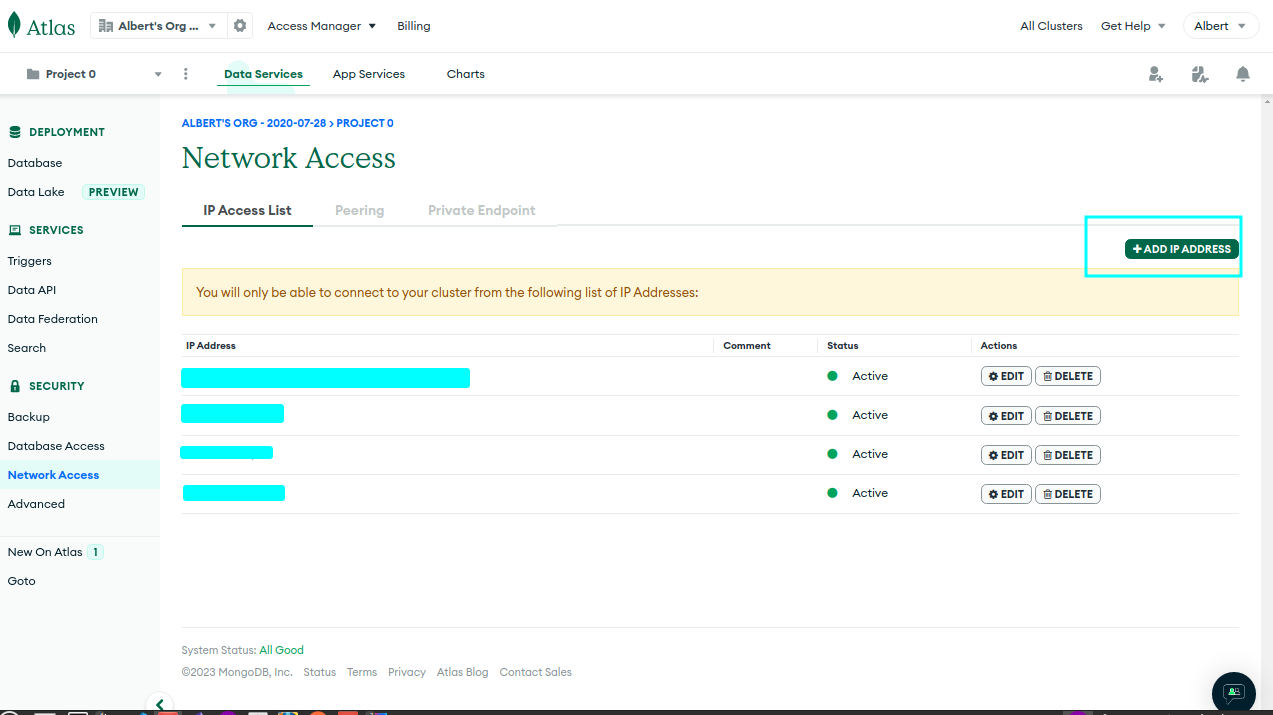 Atlas Albert's Org ... Access Manager Billing All Clusters Get Help Albert
Project 0 Data Services App Services Charts
DEPLOYMENT
Database
Data Lake PREVIEW
SERVICES
Triggers
Data API
Data Federation
Search
SECURITY
Backup
Database Access
Network Access
Advanced
New On Atlas 1
Goto
ALBERT'S ORG - 2020-07-28 > PROJECT 0
Network Access
IP Access List Peering Private Endpoint
+ ADD IP ADDRESS
You will only be able to connect to your cluster from the following list of IP Addresses:
IP Address Comment Status Actions
Active EDIT DELETE
Active EDIT DELETE
Active EDIT DELETE
Active EDIT DELETE
System Status: All Good
©2023 MongoDB, Inc. Status Terms Privacy Atlas Blog Contact Sales